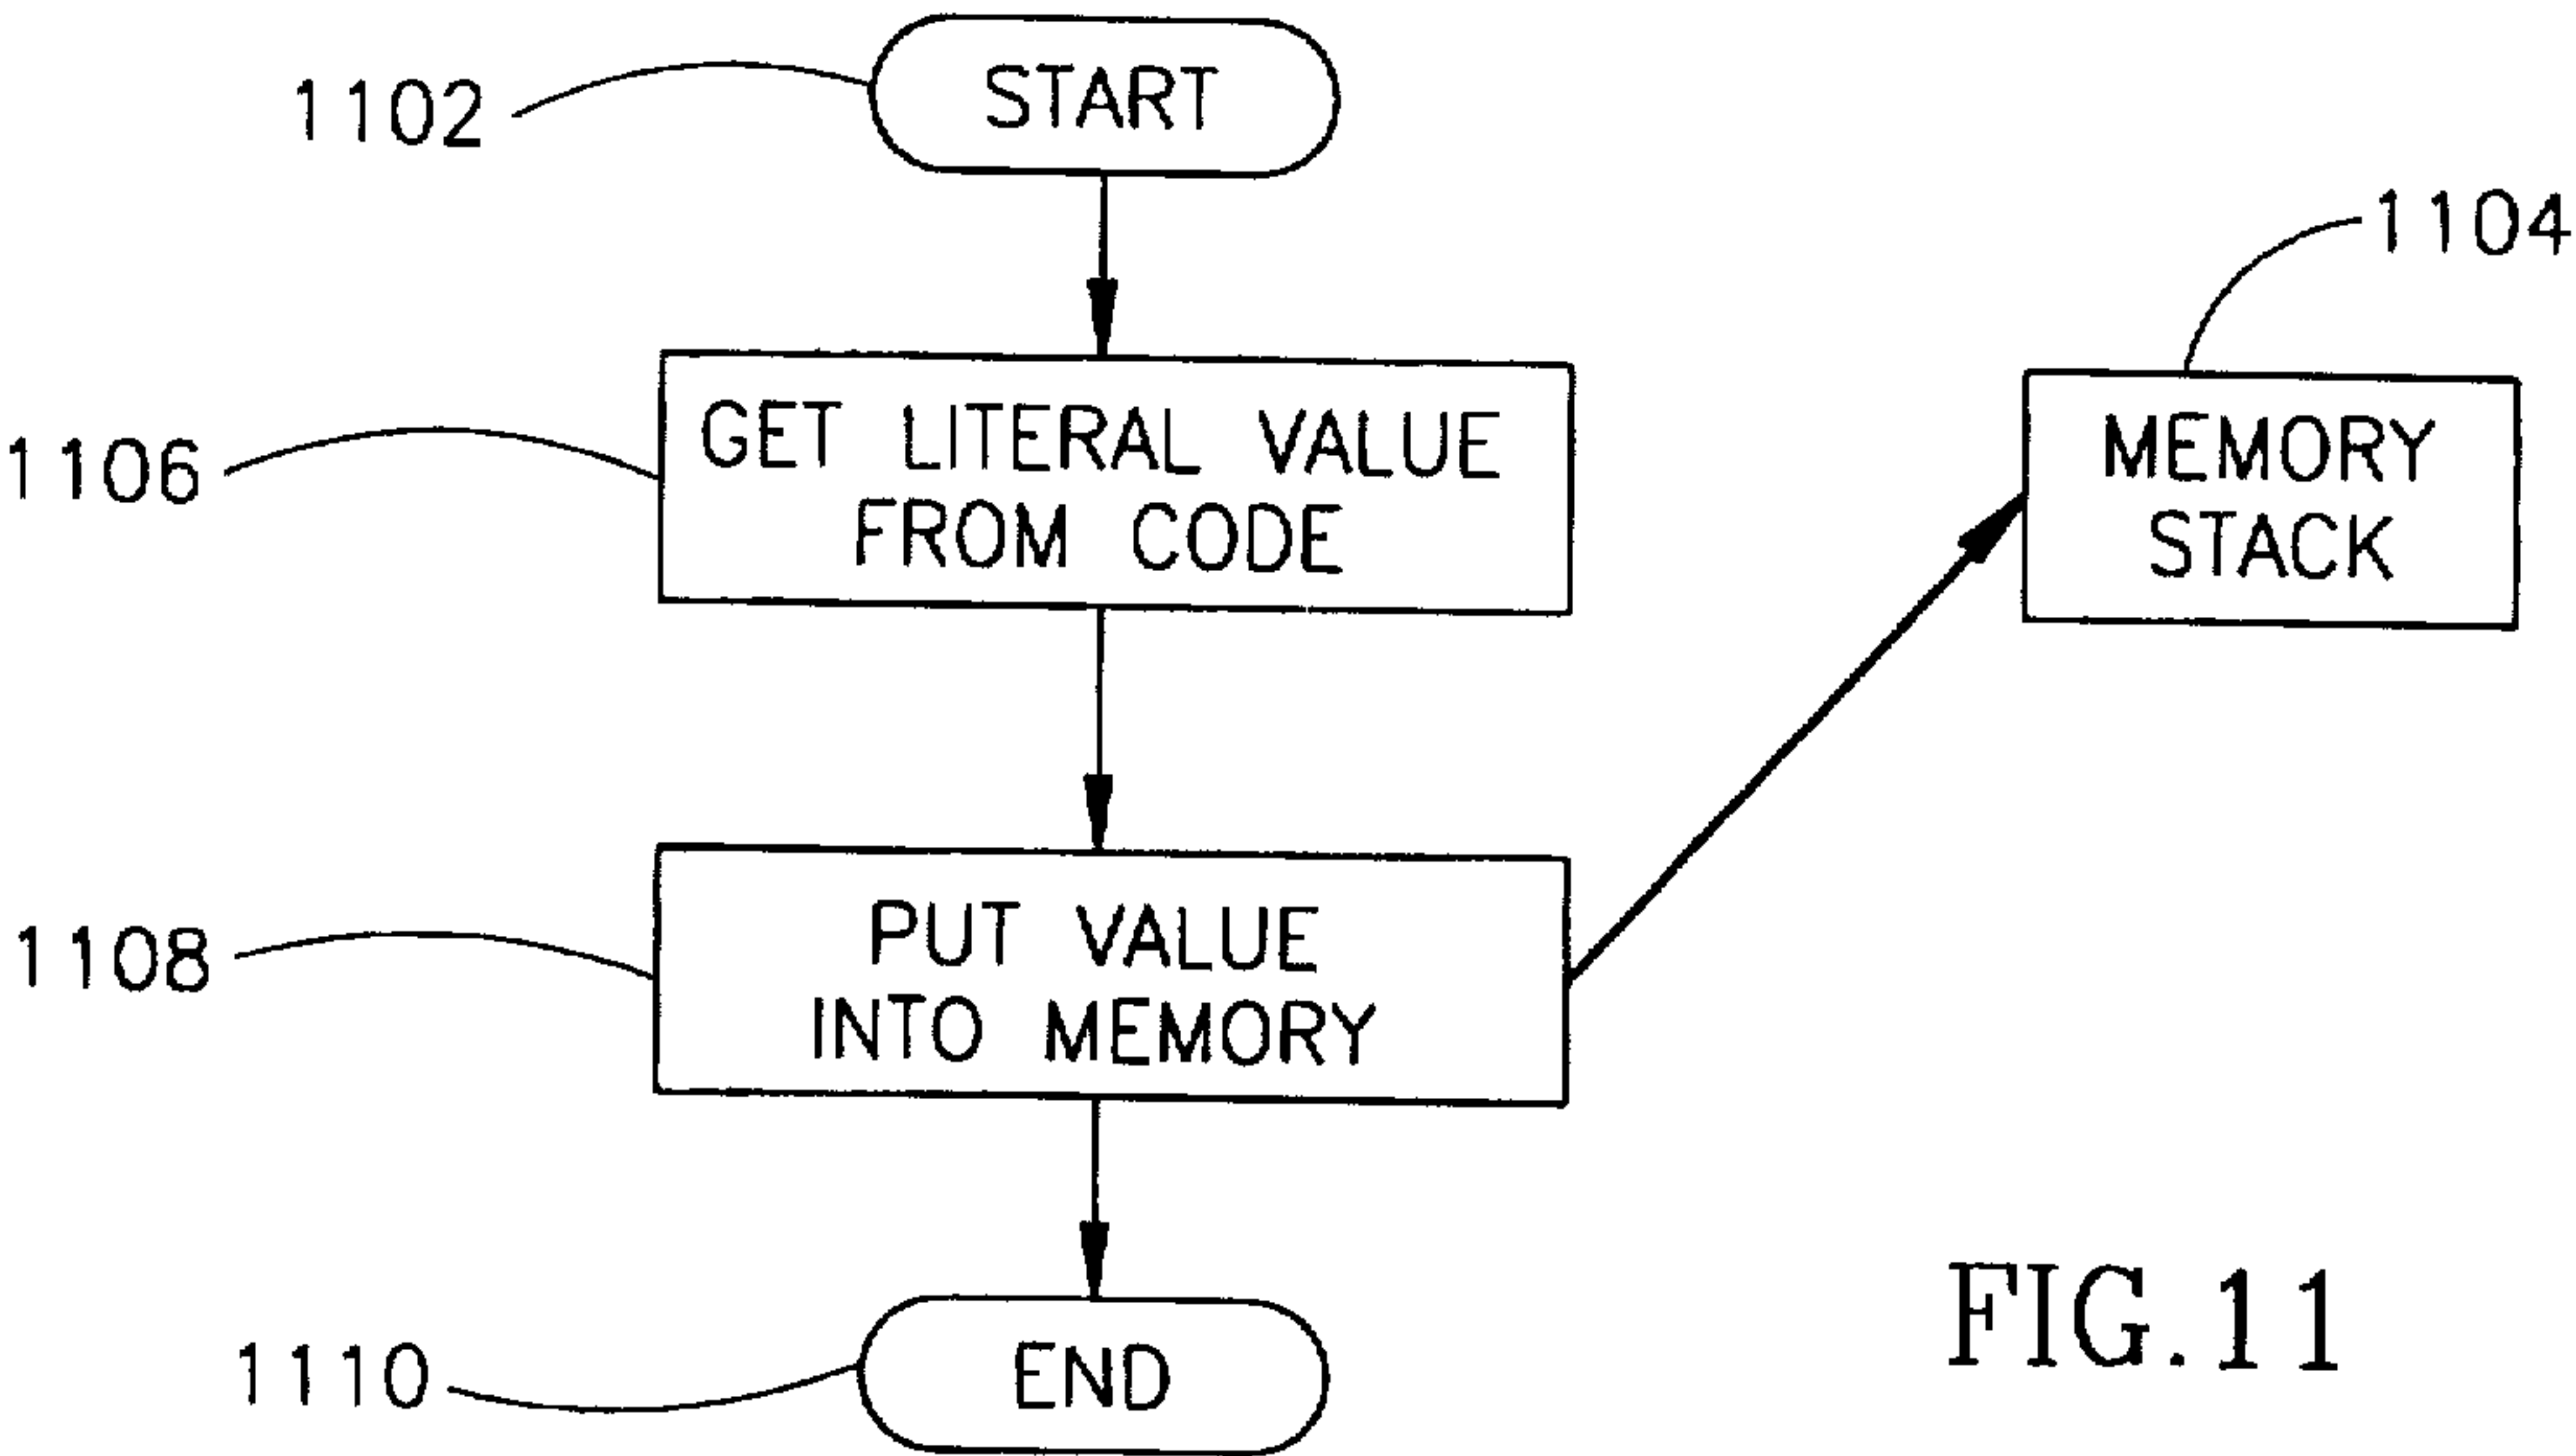 1102
START
1104
1106
GET LITERAL VALUE
FROM CODE
MEMORY
STACK
1108
PUT VALUE
INTO MEMORY
1110
END
FIG.11